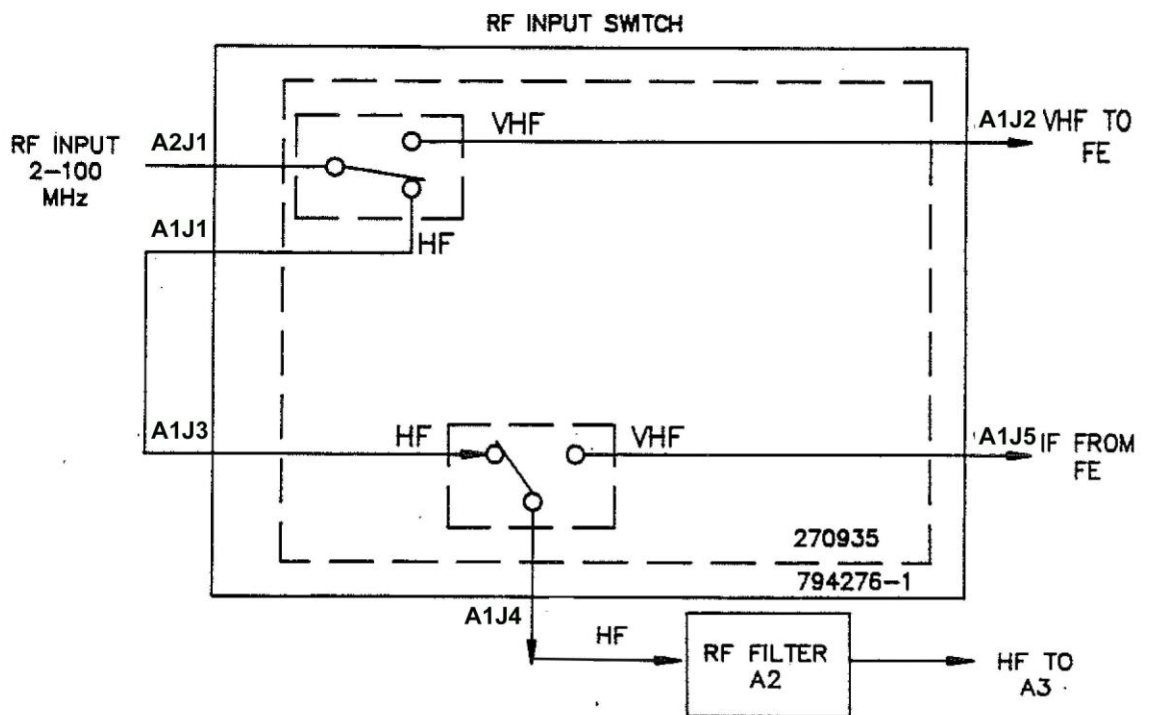 RF INPUT SWITCH
RF INPUT
2-100
MHz
A2J1
VHF
A1J2
VHF TO
FE
A1J1
HF
A1J3
HF
VHF
A1J5
IF FROM
FE
270935
794276-1
A1J4
HF
RF FILTER
A2
HF TO
A3